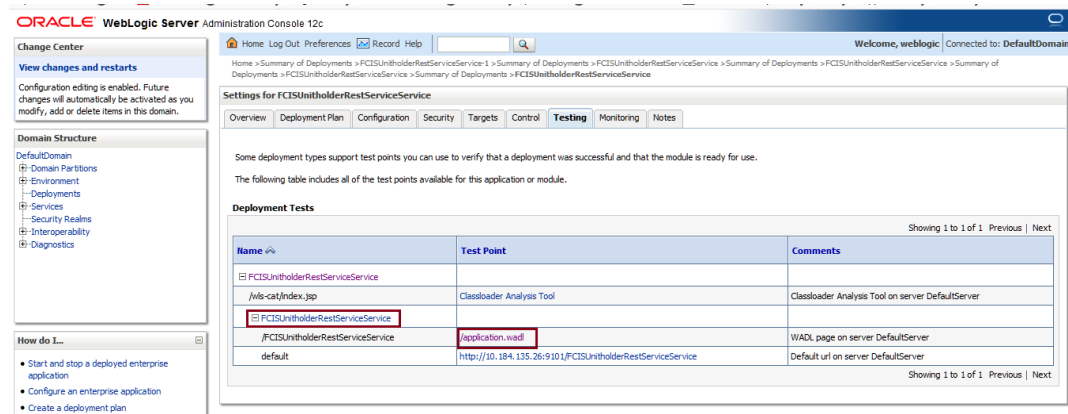 ORACLE WebLogic Server Administration Console 12c
Change Center
View changes and restarts
Configuration editing is enabled. Future
changes will automatically be activated as you
modify, add or delete items in this domain.
Domain Structure
DefaultDomain
Domain Partitions
Environment
Deployments
Services
Security Realms
Interoperability
Diagnostics
How do I...
Start and stop a deployed enterprise
application
Configure an enterprise application
Create a deployment plan
Home Log Out Preferences Record Help
Welcome, weblogic Connected to: DefaultDomain
Home >Summary of Deployments >FCISUnitholderRestServiceService-1 >Summary of Deployments >FCISUnitholderRestServiceService >Summary of Deployments >FCISUnitholderRestServiceService >Summary of
Deployments >FCISUnitholderRestServiceService >Summary of Deployments >FCISUnitholderRestServiceService
Settings for FCISUnitholderRestServiceService
Overview Deployment Plan Configuration Security Targets Control Testing Monitoring Notes
Some deployment types support test points you can use to verify that a deployment was successful and that the module is ready for use.
The following table includes all of the test points available for this application or module.
Deployment Tests
Showing 1 to 1 of 1 Previous | Next
Name Test Point Comments
FCISUnitholderRestServiceService
/wls-cat/index.jsp Classloader Analysis Tool Classloader Analysis Tool on server DefaultServer
FCISUnitholderRestServiceService
/FCISUnitholderRestServiceService /application.wadl WADL page on server DefaultServer
default http://10.184.135.26:9101/FCISUnitholderRestServiceService Default url on server DefaultServer
Showing 1 to 1 of 1 Previous | Next